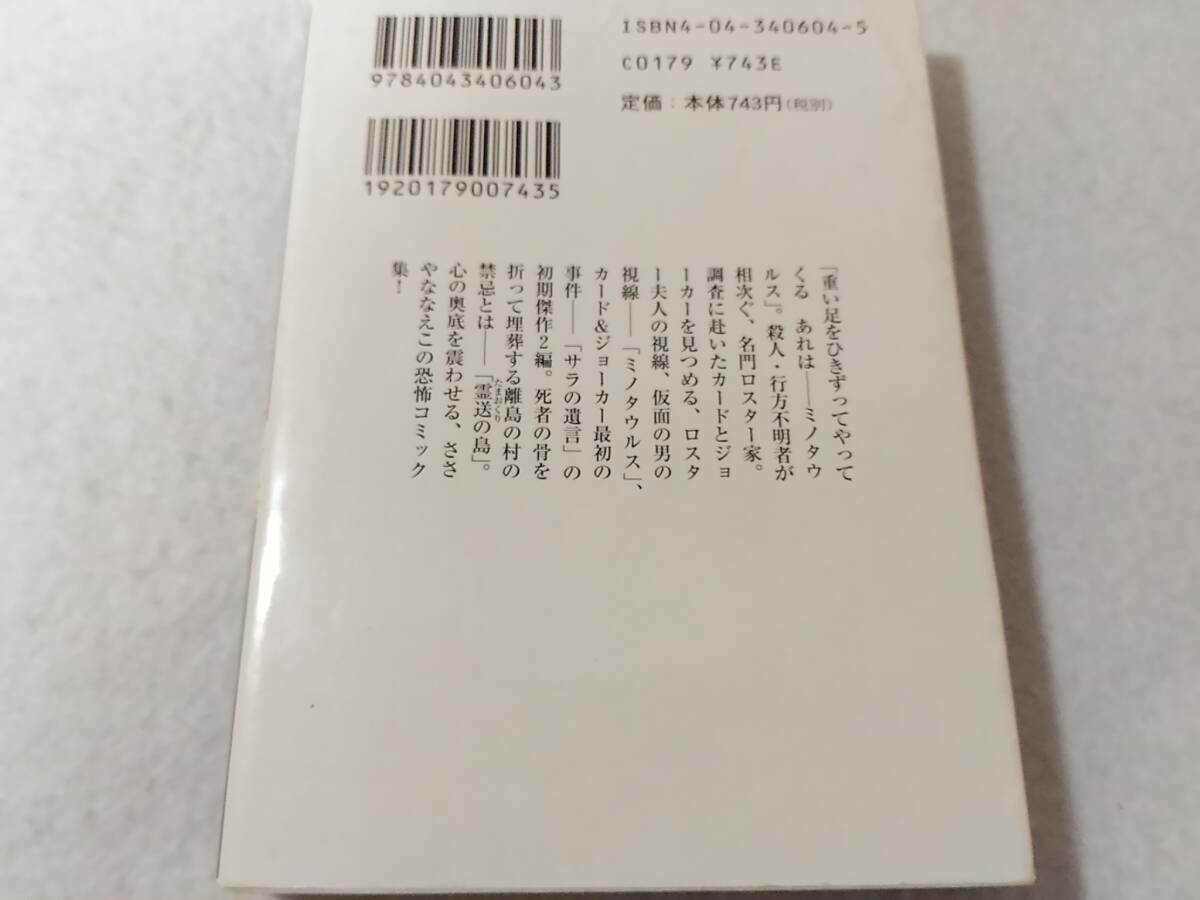 ISBN4-04-340604-5
9784043406043
C0179 ¥743E
定価：本体743円（税別）
1920179007435
「重い足をひきずってやって
くる　あれは――ミノタウ
ルス」。殺人・行方不明者が
相次ぐ、名門ロスター家。
調査に赴いたカードとジョ
ーカーを見つめる、ロスタ
ー夫人の視線、仮面の男の
視線――「ミノタウルス」、
カード&ジョーカー最初の
事件――「サラの遺言」の
初期傑作2編。死者の骨を
折って埋葬する離島の村の
禁忌とは――「霊送の島」。
たまおくり
心の奥底を震わせる、ささ
やななえこの恐怖コミック
集！